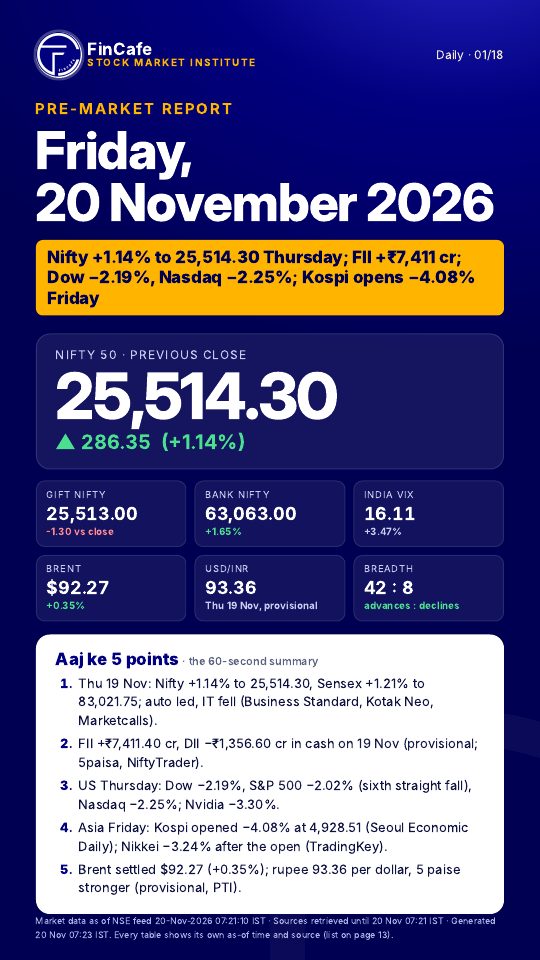 FinCafe
STOCK MARKET INSTITUTE
Daily · 01/18
PRE-MARKET REPORT
Friday,
20 November 2026
Nifty +1.14% to 25,514.30 Thursday; FII +₹7,411 cr;
Dow −2.19%, Nasdaq −2.25%; Kospi opens −4.08%
Friday
NIFTY 50 · PREVIOUS CLOSE
25,514.30
▲ 286.35 (+1.14%)
GIFT NIFTY
25,513.00
-1.30 vs close
BANK NIFTY
63,063.00
+1.65%
INDIA VIX
16.11
+3.47%
BRENT
$92.27
+0.35%
USD/INR
93.36
Thu 19 Nov, provisional
BREADTH
42 : 8
advances : declines
Aaj ke 5 points · the 60-second summary
1. Thu 19 Nov: Nifty +1.14% to 25,514.30, Sensex +1.21% to
83,021.75; auto led, IT fell (Business Standard, Kotak Neo,
Marketcalls).
2. FII +₹7,411.40 cr, DII −₹1,356.60 cr in cash on 19 Nov (provisional;
5paisa, NiftyTrader).
3. US Thursday: Dow −2.19%, S&P 500 −2.02% (sixth straight fall),
Nasdaq −2.25%; Nvidia −3.30%.
4. Asia Friday: Kospi opened −4.08% at 4,928.51 (Seoul Economic
Daily); Nikkei −3.24% after the open (TradingKey).
5. Brent settled $92.27 (+0.35%); rupee 93.36 per dollar, 5 paise
stronger (provisional, PTI).
Market data as of NSE feed 20-Nov-2026 07:21:10 IST · Sources retrieved until 20 Nov 07:21 IST · Generated
20 Nov 07:23 IST. Every table shows its own as-of time and source (list on page 13).